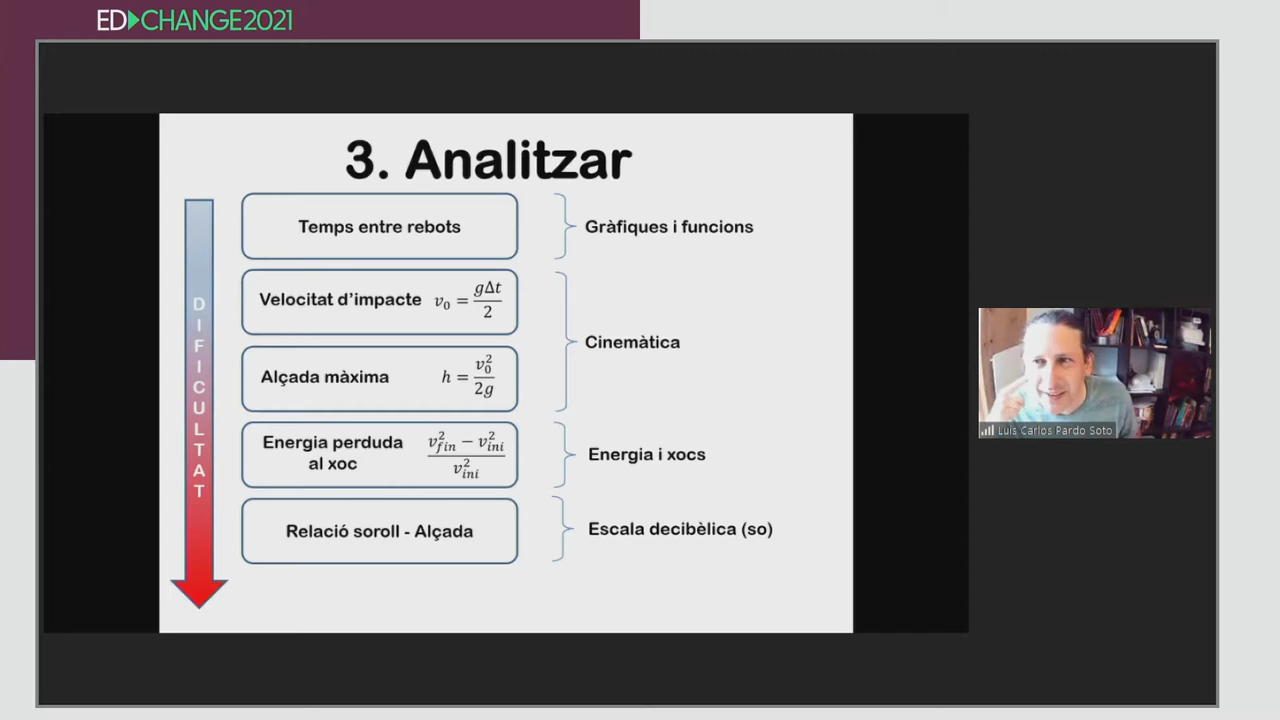 ED▶CHANGE2021
3. Analitzar
DIFICULTAT
Temps entre rebots
Gràfiques i funcions
Velocitat d'impacte v₀ = gΔt/2
Cinemàtica
Alçada màxima h = v₀²/2g
Energia perduda
al xoc
(v²fin − v²ini)/v²ini
Energia i xocs
Relació soroll - Alçada
Escala decibèlica (so)
Luis Carlos Pardo Soto